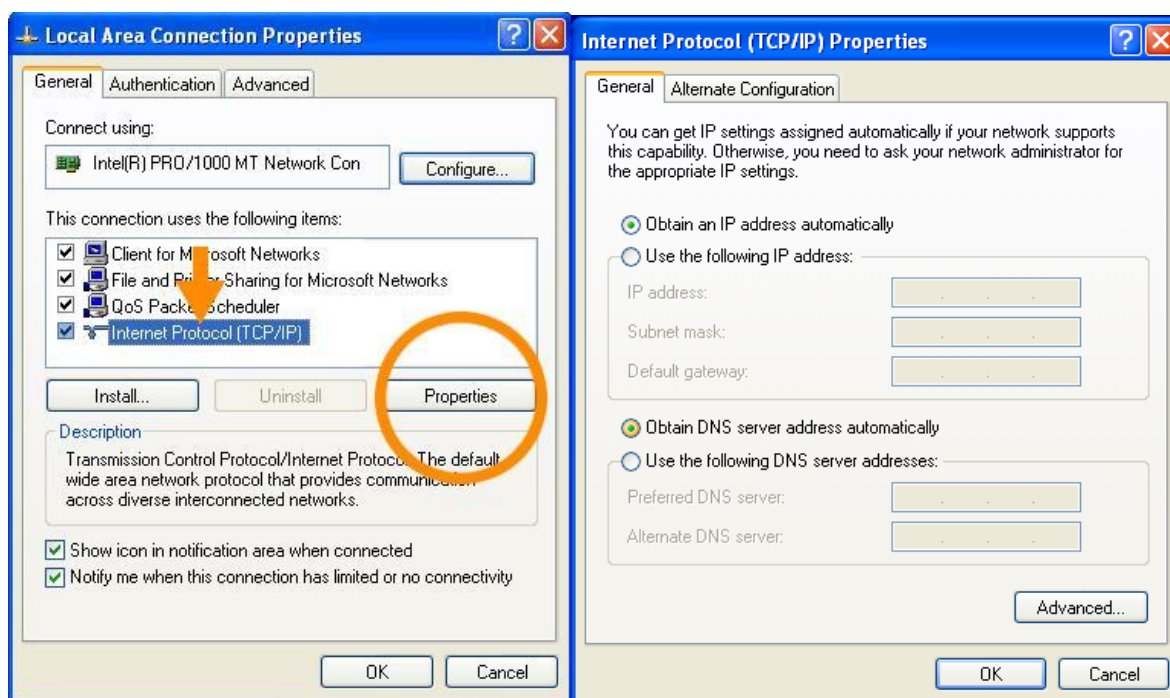 Local Area Connection Properties
General
Authentication
Advanced
Connect using:
Intel(R) PRO/1000 MT Network Con
Configure...
This connection uses the following items:
Client for Microsoft Networks
File and Printer Sharing for Microsoft Networks
QoS Packet Scheduler
Internet Protocol (TCP/IP)
Install...
Uninstall
Properties
Description
Transmission Control Protocol/Internet Protocol. The default
wide area network protocol that provides communication
across diverse interconnected networks.
Show icon in notification area when connected
Notify me when this connection has limited or no connectivity
OK
Cancel
Internet Protocol (TCP/IP) Properties
General
Alternate Configuration
You can get IP settings assigned automatically if your network supports
this capability. Otherwise, you need to ask your network administrator for
the appropriate IP settings.
Obtain an IP address automatically
Use the following IP address:
IP address:
Subnet mask:
Default gateway:
Obtain DNS server address automatically
Use the following DNS server addresses:
Preferred DNS server:
Alternate DNS server:
Advanced...
OK
Cancel